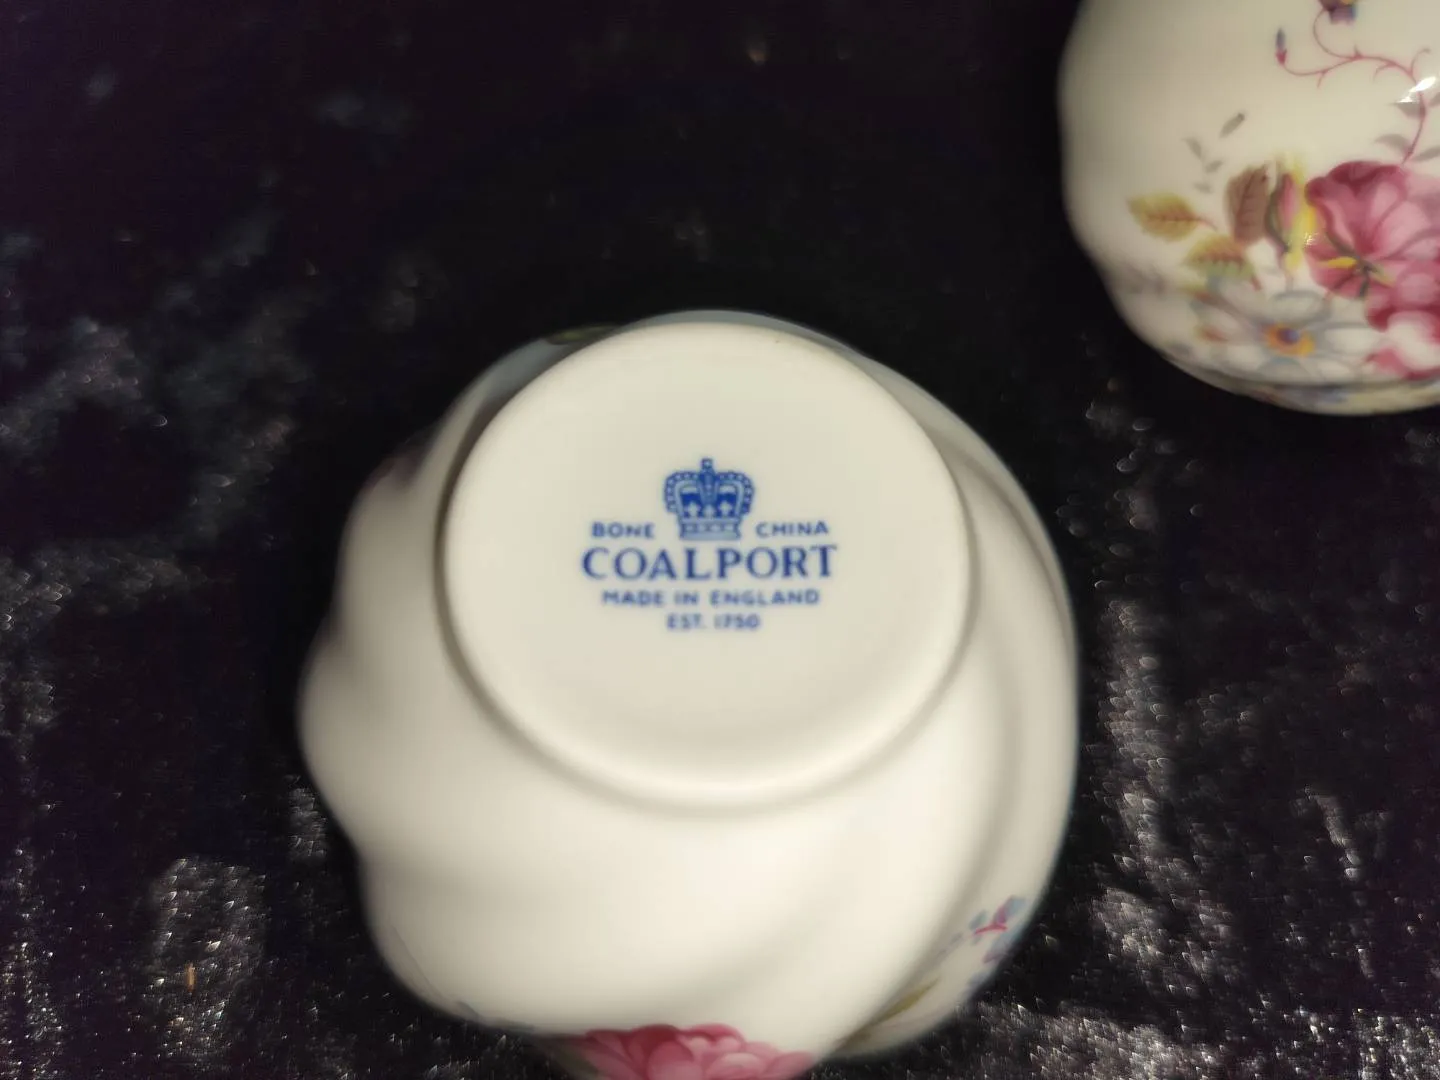 BONE CHINA
COALPORT
MADE IN ENGLAND
EST. 1750